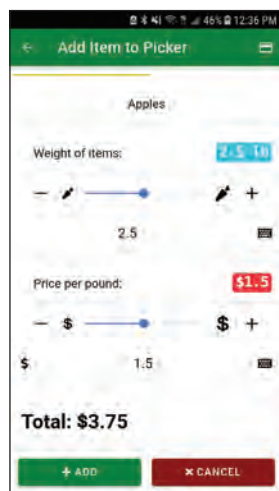 46% 12:36 PM
Add Item to Picker
Apples
Weight of items:
2.5 lb
− +
2.5
Price per pound:
$1.5
− $ $ +
$ 1.5
Total: $3.75
+ ADD
× CANCEL